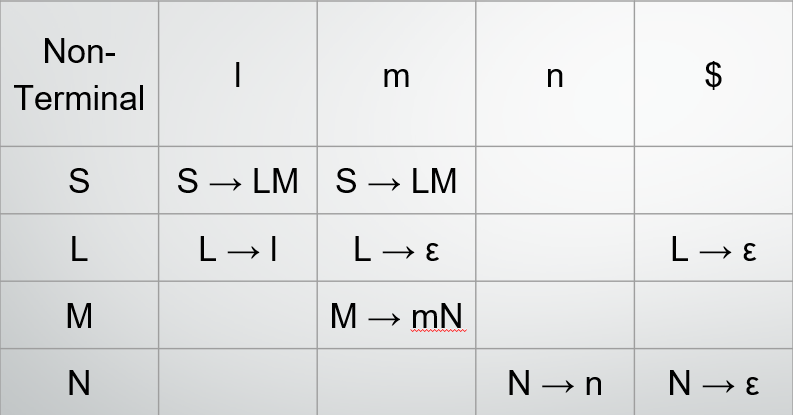 Non-
Terminal l m n $
S S → LM S → LM
L L → l L → ε L → ε
M M → mN
N N → n N → ε